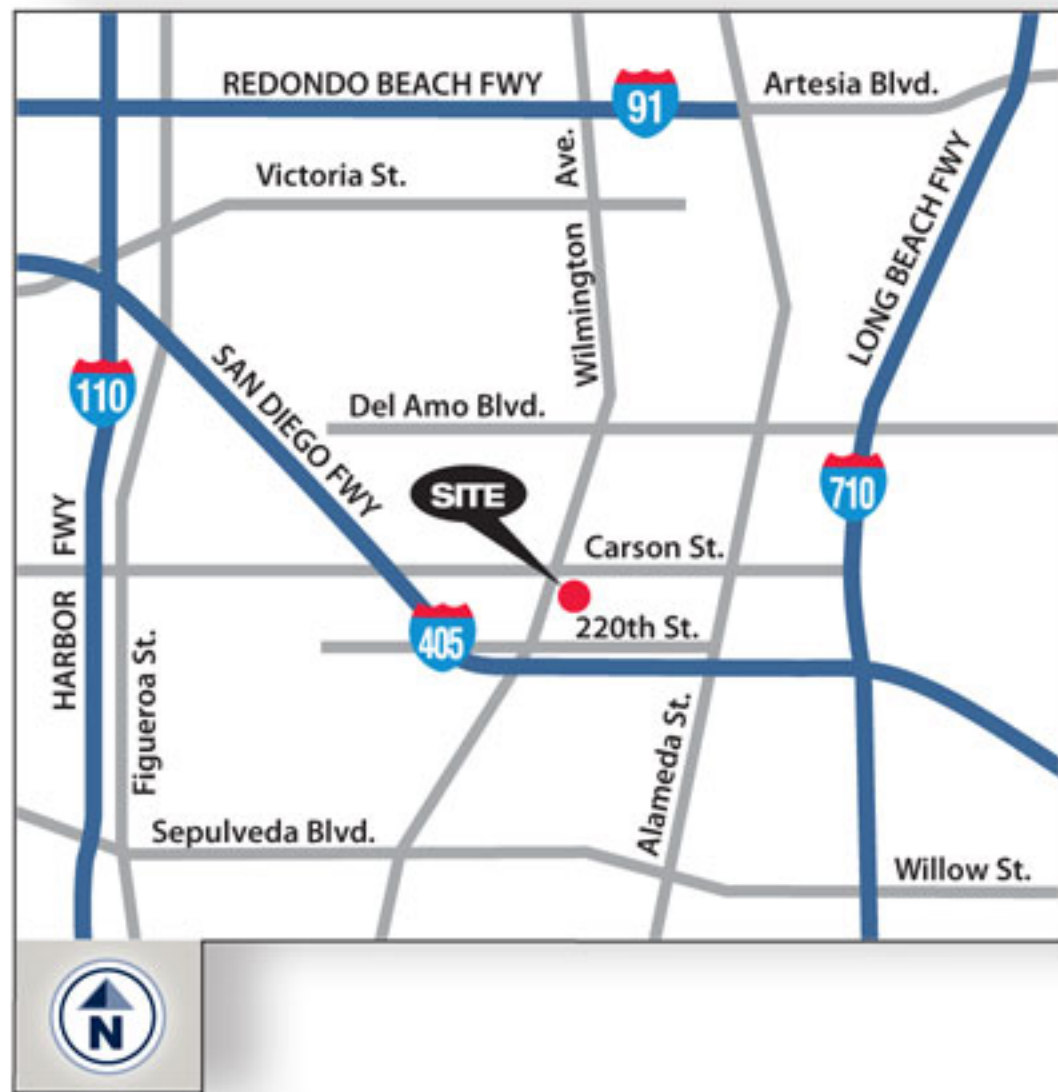 REDONDO BEACH FWY
91
Artesia Blvd.
Victoria St.
Wilmington Ave.
LONG BEACH FWY
110
SAN DIEGO FWY
Del Amo Blvd.
SITE
710
HARBOR FWY
Carson St.
405
220th St.
Figueroa St.
Alameda St.
Sepulveda Blvd.
Willow St.
N